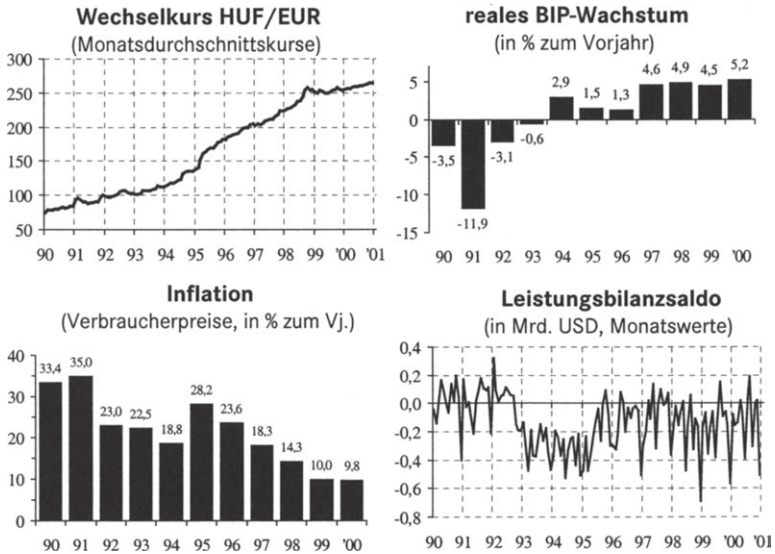 Wechselkurs HUF/EUR
(Monatsdurchschnittskurse)
300
250
200
150
100
50
90 91 92 93 94 95 96 97 98 99 '00 '01
reales BIP-Wachstum
(in % zum Vorjahr)
5
0
-5
-10
-15
-3,5 -11,9 -3,1 -0,6 2,9 1,5 1,3 4,6 4,9 4,5 5,2
90 91 92 93 94 95 96 97 98 99 '00
Inflation
(Verbraucherpreise, in % zum Vj.)
40
30
20
10
0
33,4 35,0 23,0 22,5 18,8 28,2 23,6 18,3 14,3 10,0 9,8
90 91 92 93 94 95 96 97 98 99 '00
Leistungsbilanzsaldo
(in Mrd. USD, Monatswerte)
0,4
0,2
0,0
-0,2
-0,4
-0,6
-0,8
90 91 92 93 94 95 96 97 98 99 '00 '01